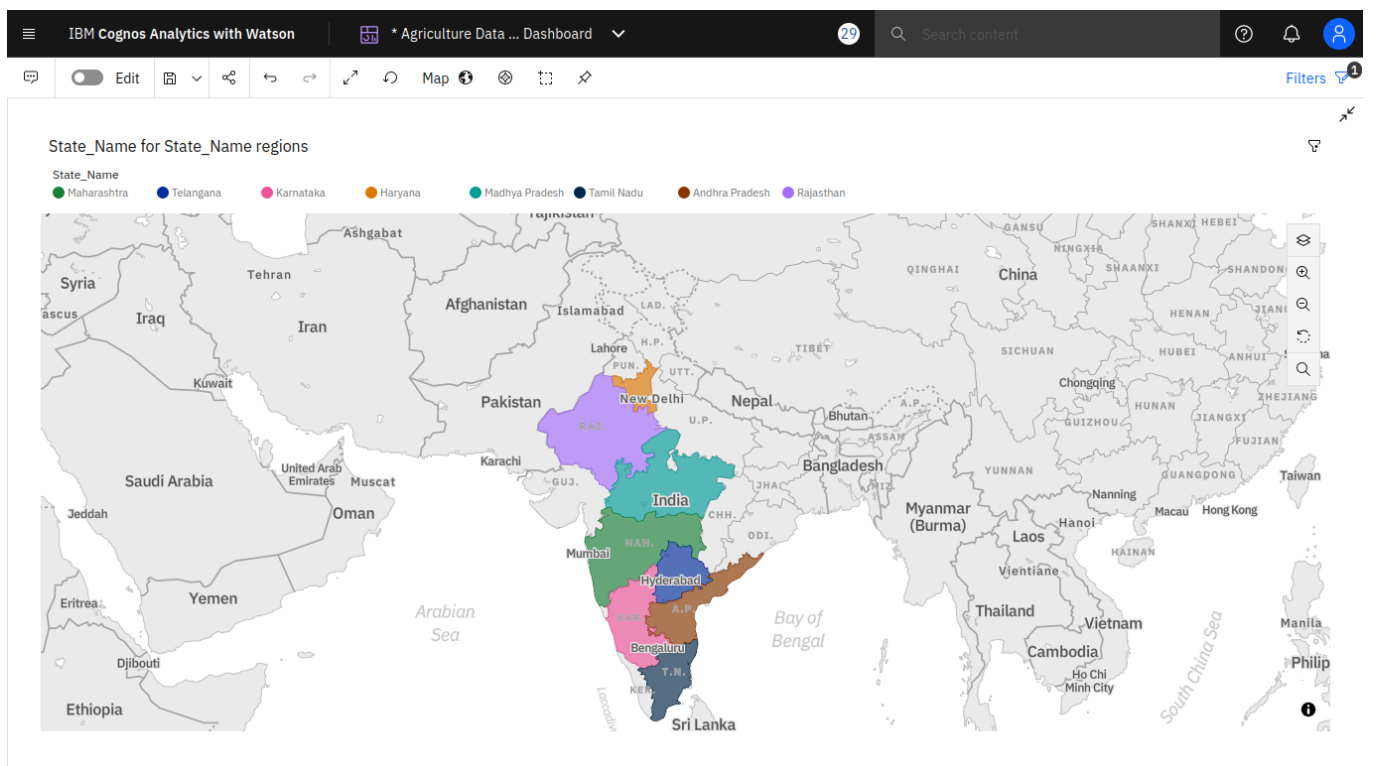 IBM Cognos Analytics with Watson
* Agriculture Data ... Dashboard
29
Search content
Edit
Map
Filters
1
State_Name for State_Name regions
State_Name
Maharashtra Telangana Karnataka Haryana Madhya Pradesh Tamil Nadu Andhra Pradesh Rajasthan
GANSU
SHANXI HEBEI
Ashgabat
NINGXIA
Tehran
QINGHAI
China
SHAANXI
SHANDON
Syria
Afghanistan
LAD.
ascus
Iraq
Islamabad
HENAN
JIAN
Iran
Lahore
H.P.
TIBET
SICHUAN
HUBEI
ANHUI
PUN.
UTT.
Kuwait
Chongqing
New Delhi
Nepal
Pakistan
A.P.
HUNAN
ZHEJIANG
RAJ.
U.P.
Bhutan
GUIZHOU
JIANGXI
ASSAM
FUJIAN
Karachi
Bangladesh
United Arab
Emirates
Muscat
YUNNAN
GUANGDONG
Taiwan
Saudi Arabia
GUJ.
JHA.
MIZ.
India
Nanning
Jeddah
Oman
CHH.
Myanmar
(Burma)
Macau
Hong Kong
Hanoi
ODI.
Laos
MAH.
Mumbai
HAINAN
Vientiane
Hyderabad
Eritrea
Yemen
Arabian
Sea
A.P.
KAR.
Bay of
Bengal
Thailand
Vietnam
Manila
Bengaluru
Cambodia
Djibouti
T.N.
Philip
Ho Chi
Minh City
KER.
South China Sea
Ethiopia
Sri Lanka